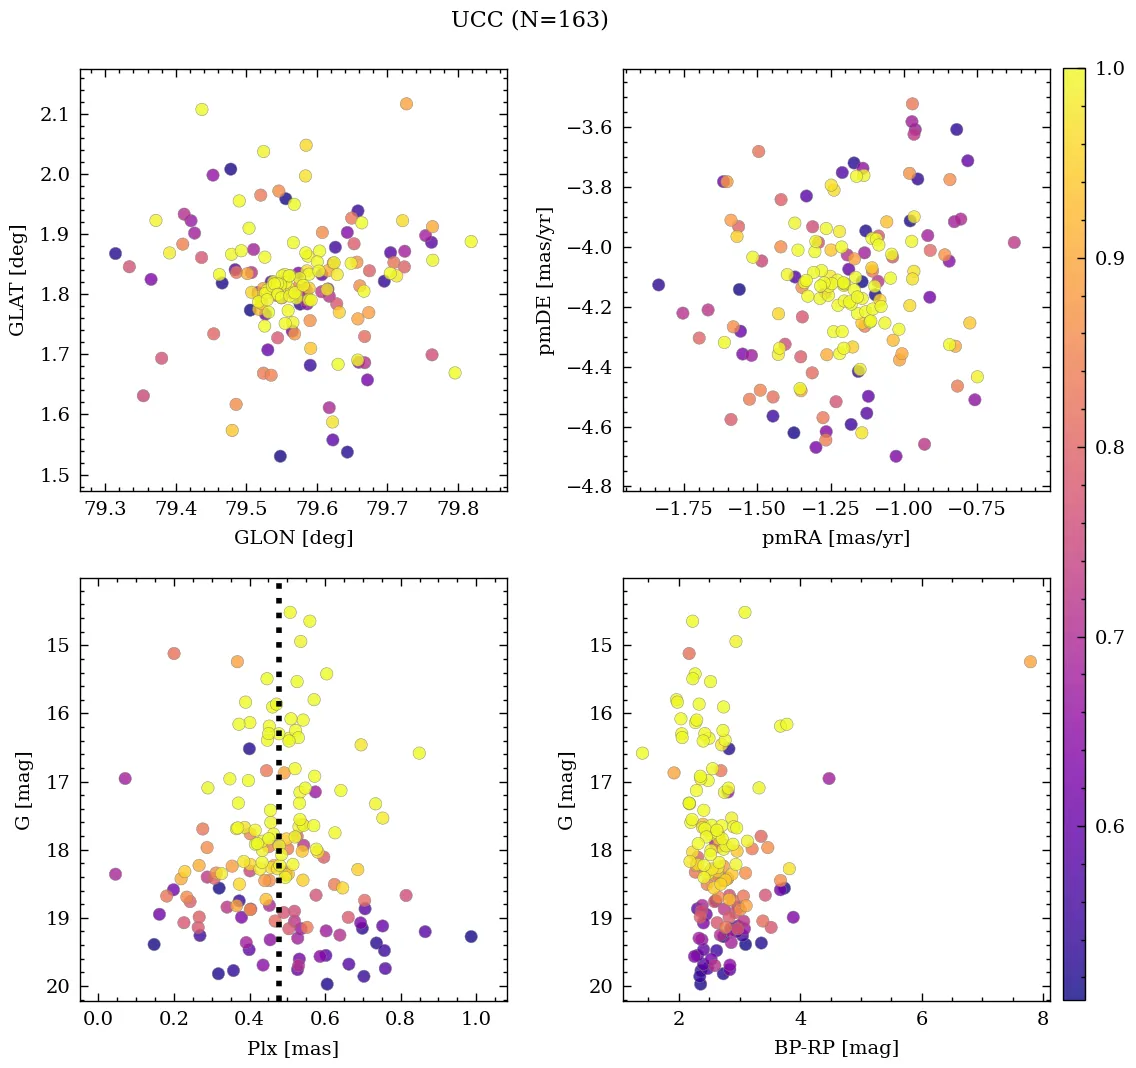 UCC (N=163)
2.1
2.0
1.9
1.8
1.7
1.6
1.5
GLAT [deg]
79.3 79.4 79.5 79.6 79.7 79.8
GLON [deg]
−3.6
−3.8
−4.0
−4.2
−4.4
−4.6
−4.8
pmDE [mas/yr]
−1.75 −1.50 −1.25 −1.00 −0.75
pmRA [mas/yr]
15
16
17
18
19
20
G [mag]
0.0 0.2 0.4 0.6 0.8 1.0
Plx [mas]
15
16
17
18
19
20
G [mag]
2 4 6 8
BP-RP [mag]
1.0
0.9
0.8
0.7
0.6